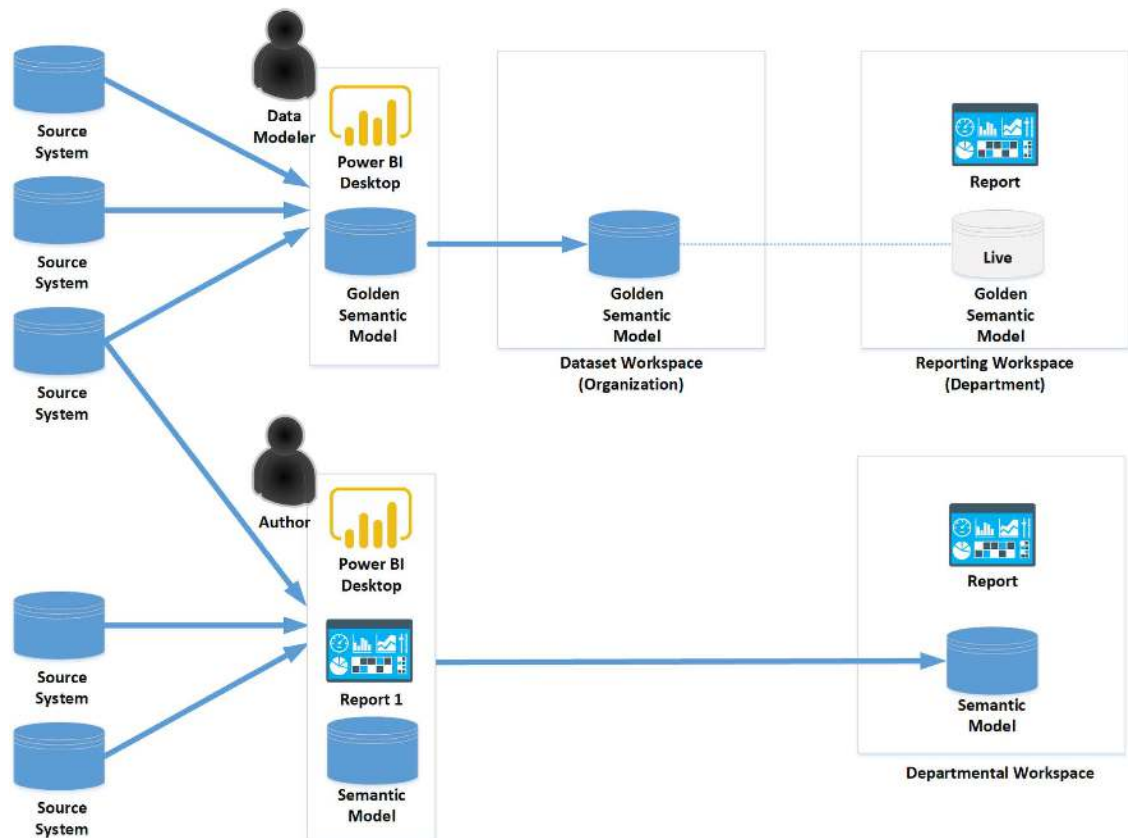 Source
System
Source
System
Source
System
Data
Modeler
Power BI
Desktop
Golden
Semantic
Model
Golden
Semantic
Model
Dataset Workspace
(Organization)
Report
Live
Golden
Semantic
Model
Reporting Workspace
(Department)
Source
System
Source
System
Author
Power BI
Desktop
Report 1
Semantic
Model
Report
Semantic
Model
Departmental Workspace